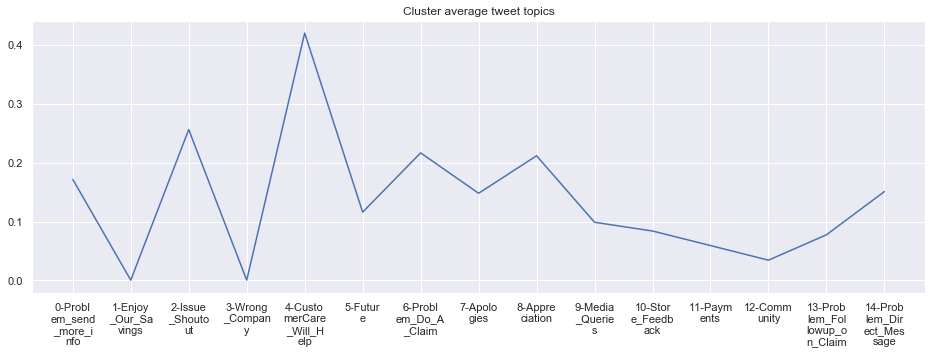 Cluster average tweet topics
0.4
0.3
0.2
0.1
0.0
0-Probl
em_send
_more_i
nfo
1-Enjoy
_Our_Sa
vings
2-Issue
_Shouto
ut
3-Wrong
_Compan
y
4-Custo
merCare
_Will_H
elp
5-Futur
e
6-Probl
em_Do_A
_Claim
7-Apolo
gies
8-Appre
ciation
9-Media
_Querie
s
10-Stor
e_Feedb
ack
11-Paym
ents
12-Comm
unity
13-Prob
lem_Fol
lowup_o
n_Claim
14-Prob
lem_Dir
ect_Mes
sage